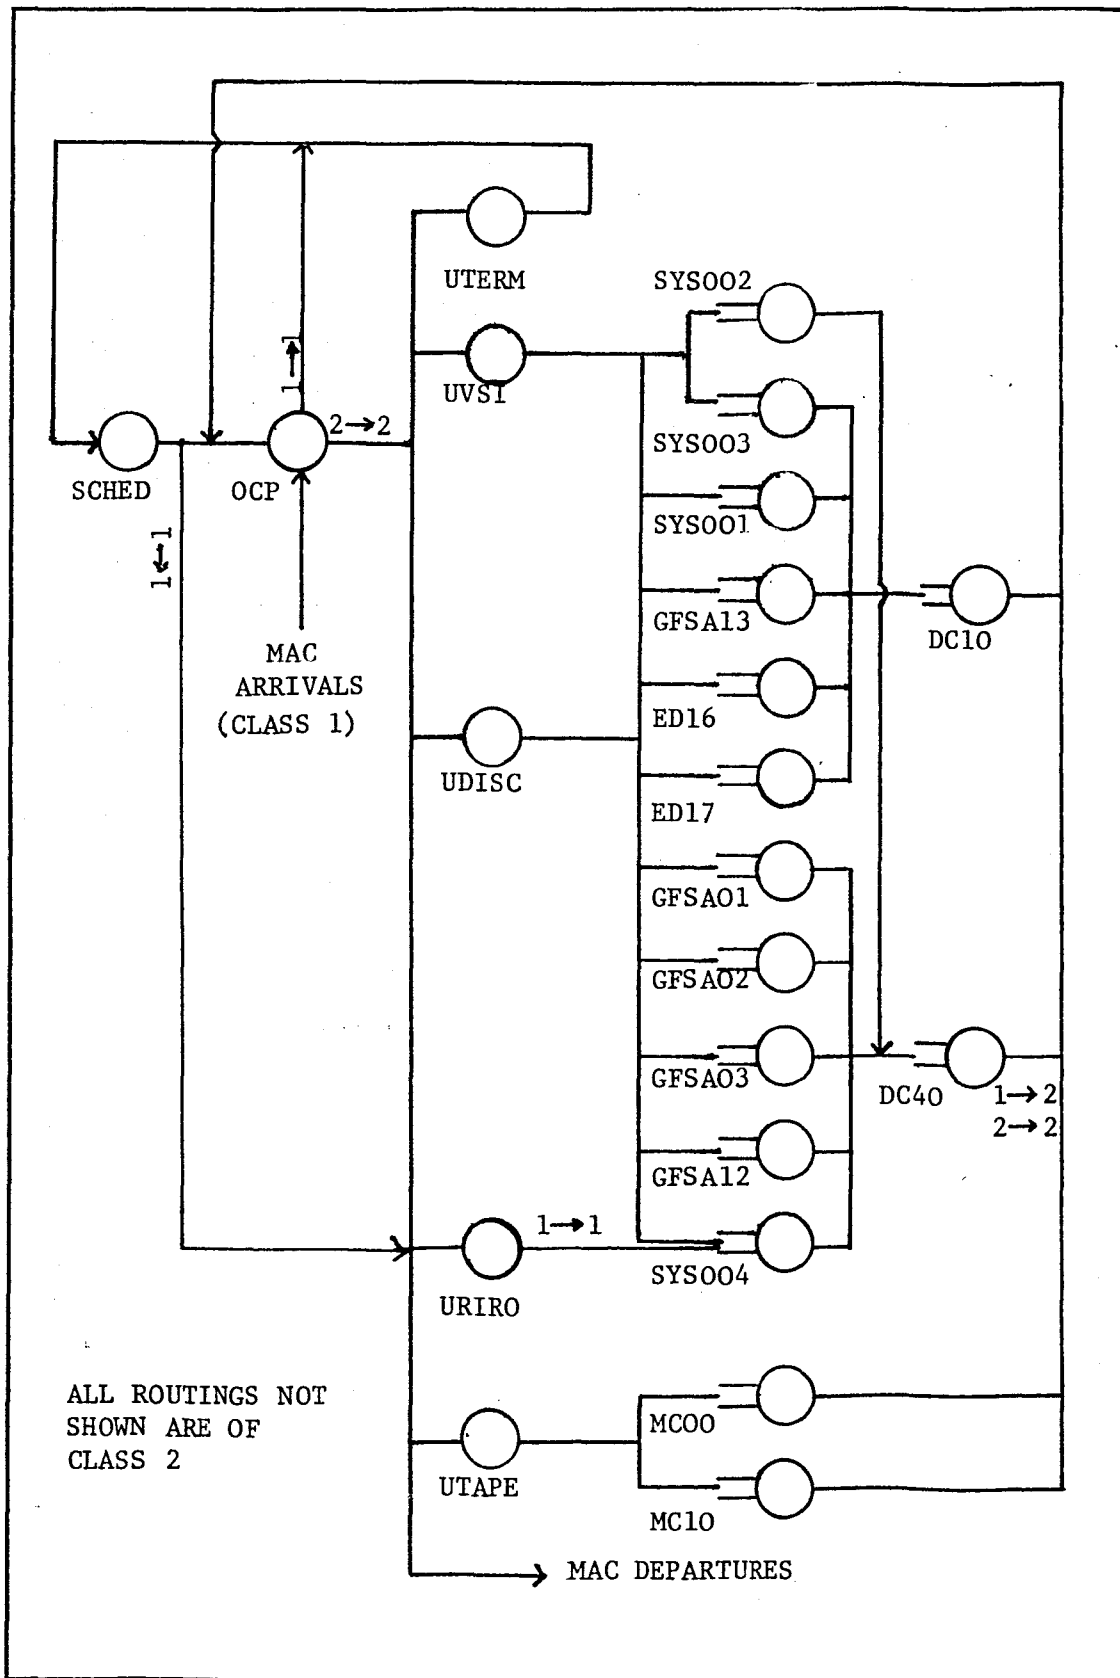 UTERM
SYS002
1→1
UVSI
2→2
SYS003
SCHED
OCP
SYS001
1→1
GFSA13
DC10
MAC
ARRIVALS
(CLASS 1)
ED16
UDISC
ED17
GFSA01
GFSA02
GFSA03
DC40
1→2
2→2
GFSA12
1→1
SYS004
URIRO
ALL ROUTINGS NOT
SHOWN ARE OF
CLASS 2
MC00
UTAPE
MC10
MAC DEPARTURES